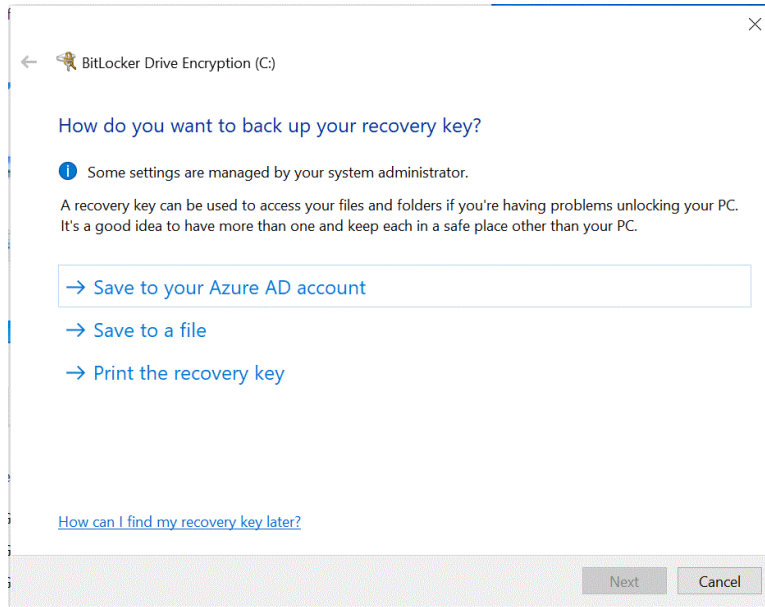 BitLocker Drive Encryption (C:)
How do you want to back up your recovery key?
Some settings are managed by your system administrator.
A recovery key can be used to access your files and folders if you're having problems unlocking your PC.
It's a good idea to have more than one and keep each in a safe place other than your PC.
Save to your Azure AD account
Save to a file
Print the recovery key
How can I find my recovery key later?
Next
Cancel